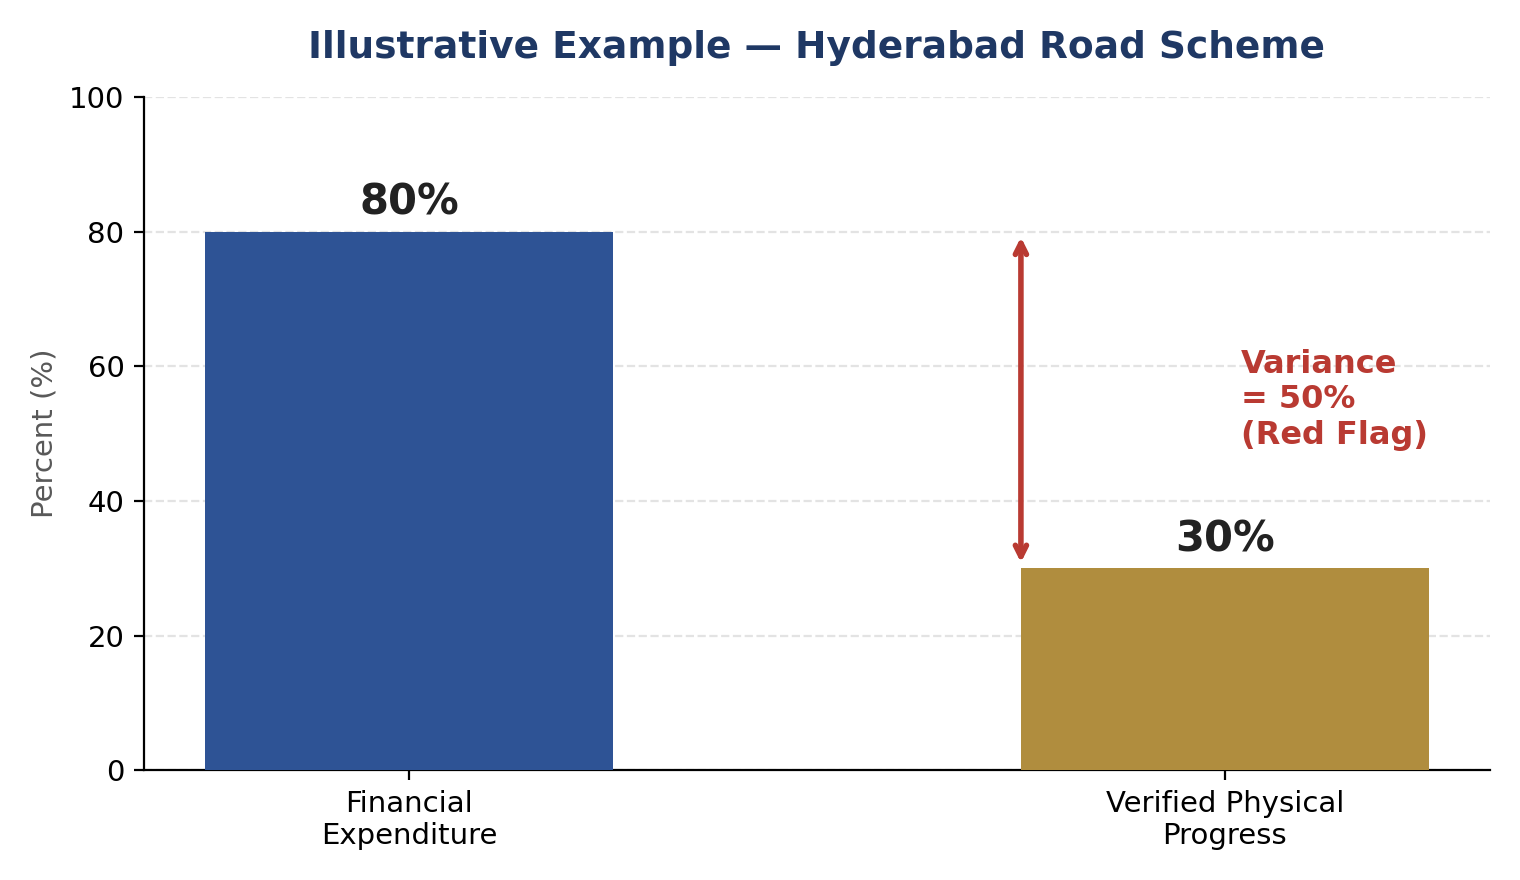 Illustrative Example — Hyderabad Road Scheme
Percent (%)
100
80
60
40
20
0
80%
Variance
= 50%
(Red Flag)
30%
Financial
Expenditure
Verified Physical
Progress